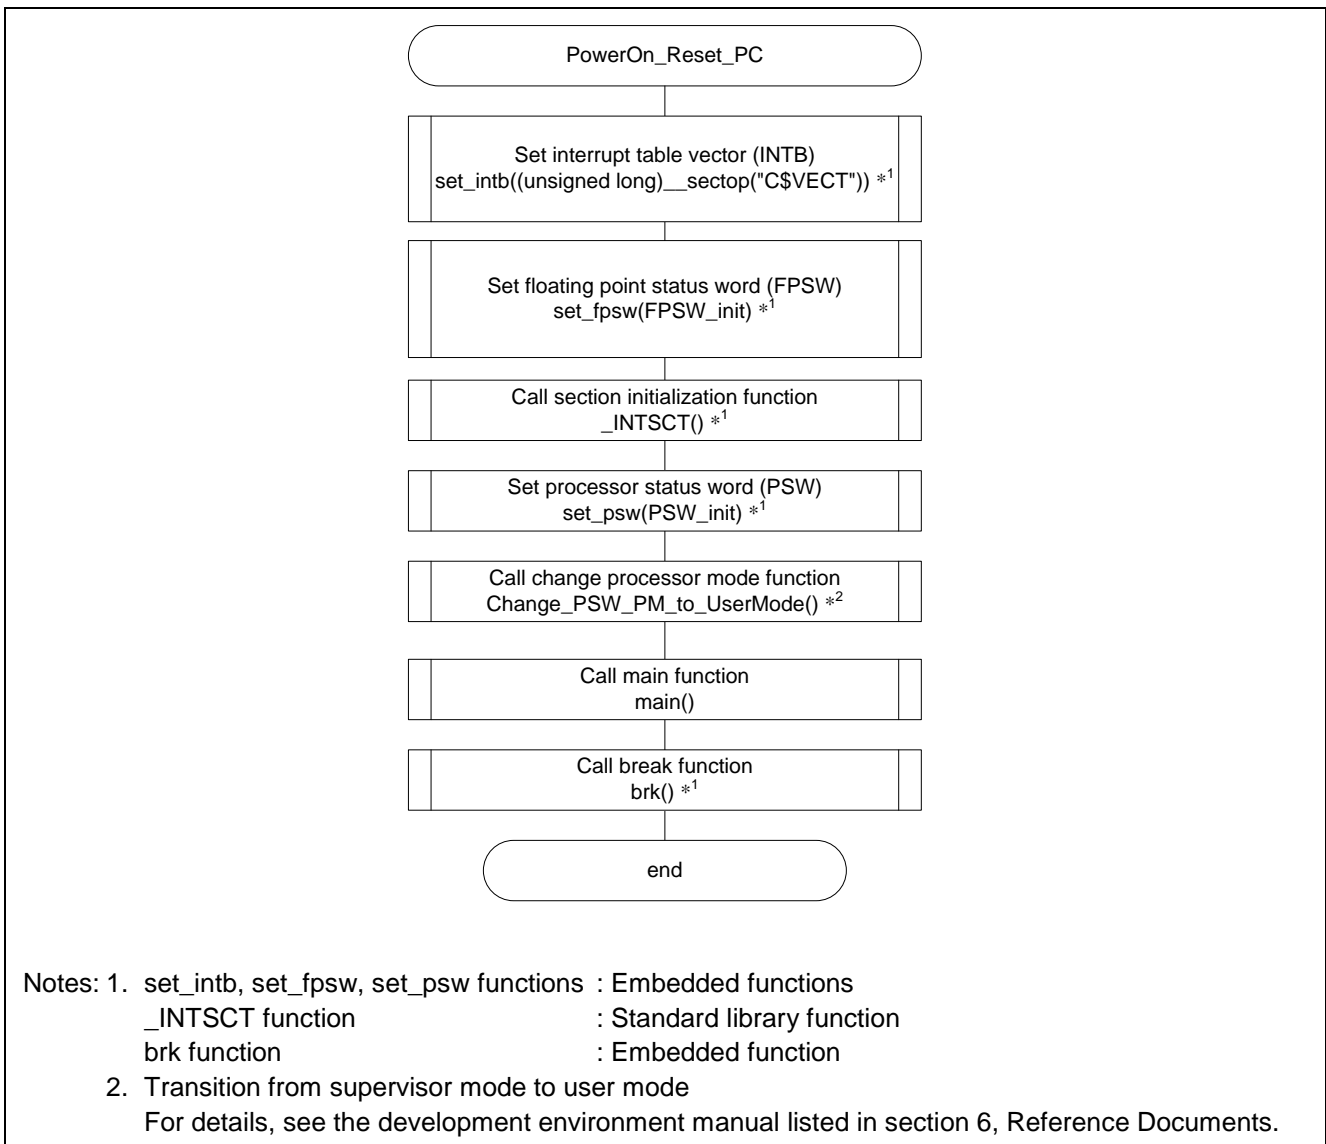 PowerOn_Reset_PC
Set interrupt table vector (INTB)
set_intb((unsigned long)__sectop("C$VECT")) *1
Set floating point status word (FPSW)
set_fpsw(FPSW_init) *1
Call section initialization function
_INTSCT() *1
Set processor status word (PSW)
set_psw(PSW_init) *1
Call change processor mode function
Change_PSW_PM_to_UserMode() *2
Call main function
main()
Call break function
brk() *1
end
Notes: 1. set_intb, set_fpsw, set_psw functions : Embedded functions
_INTSCT function : Standard library function
brk function : Embedded function
2. Transition from supervisor mode to user mode
For details, see the development environment manual listed in section 6, Reference Documents.